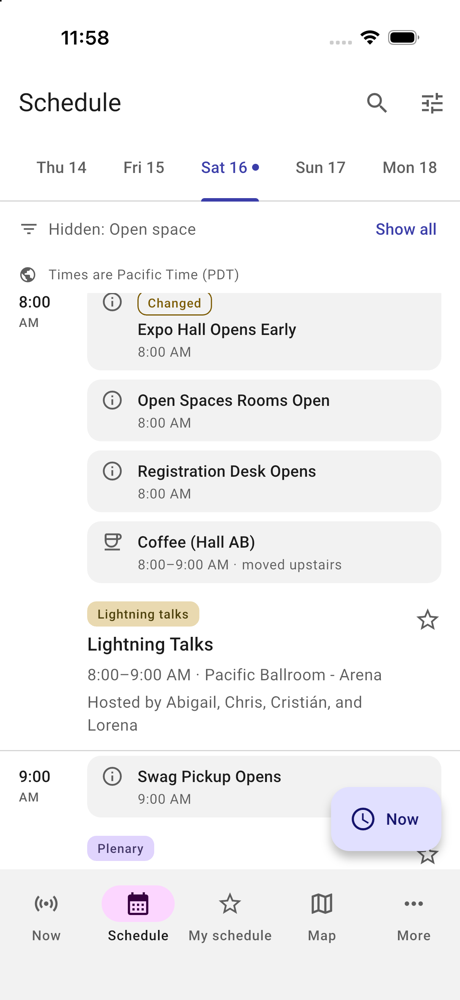 11:58
Schedule
Thu 14
Fri 15
Sat 16
Sun 17
Mon 18
Hidden: Open space
Show all
Times are Pacific Time (PDT)
8:00
AM
Changed
Expo Hall Opens Early
8:00 AM
Open Spaces Rooms Open
8:00 AM
Registration Desk Opens
8:00 AM
Coffee (Hall AB)
8:00–9:00 AM · moved upstairs
Lightning talks
Lightning Talks
8:00–9:00 AM · Pacific Ballroom - Arena
Hosted by Abigail, Chris, Cristián, and
Lorena
9:00
AM
Swag Pickup Opens
9:00 AM
Now
Plenary
Now
Schedule
My schedule
Map
More